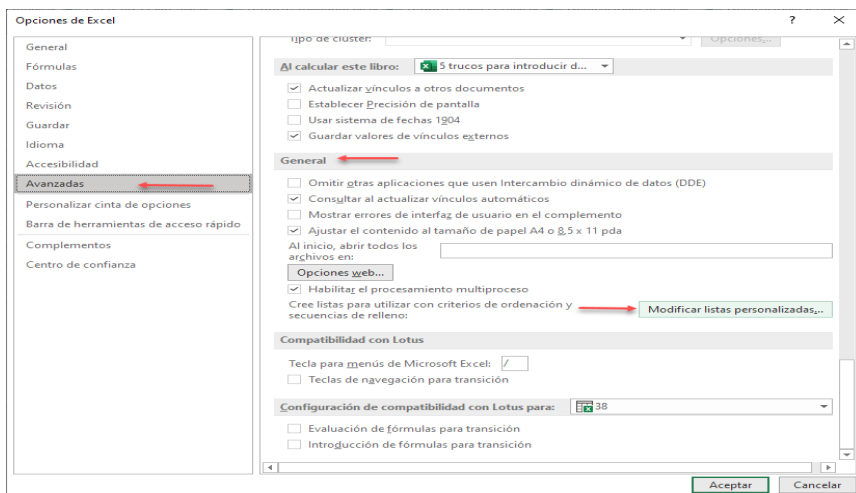 Opciones de Excel
?
General
Fórmulas
Datos
Revisión
Guardar
Idioma
Accesibilidad
Avanzadas
Personalizar cinta de opciones
Barra de herramientas de acceso rápido
Complementos
Centro de confianza
Tipo de clúster:
Opciones...
Al calcular este libro:
5 trucos para introducir d...
Actualizar vínculos a otros documentos
Establecer Precisión de pantalla
Usar sistema de fechas 1904
Guardar valores de vínculos externos
General
Omitir otras aplicaciones que usen Intercambio dinámico de datos (DDE)
Consultar al actualizar vínculos automáticos
Mostrar errores de interfaz de usuario en el complemento
Ajustar el contenido al tamaño de papel A4 o 8,5 x 11 pda
Al inicio, abrir todos los
archivos en:
Opciones web...
Habilitar el procesamiento multiproceso
Cree listas para utilizar con criterios de ordenación y
secuencias de relleno:
Modificar listas personalizadas...
Compatibilidad con Lotus
Tecla para menús de Microsoft Excel: /
Teclas de navegación para transición
Configuración de compatibilidad con Lotus para:
38
Evaluación de fórmulas para transición
Introducción de fórmulas para transición
Aceptar
Cancelar